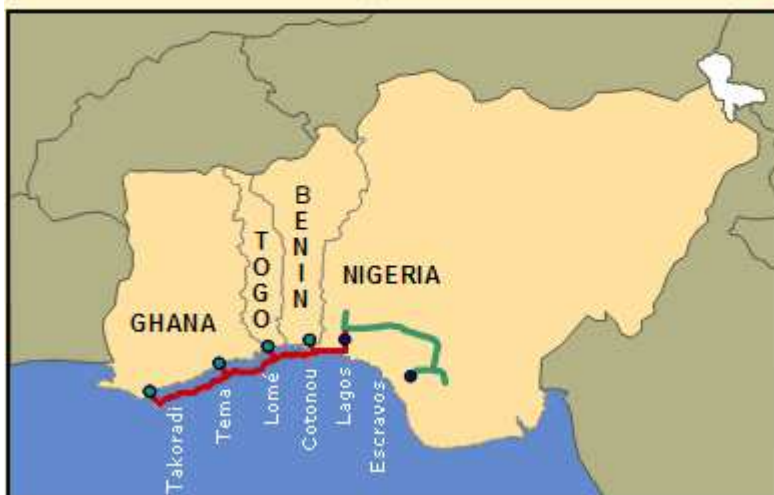 BENIN
TOGO
NIGERIA
GHANA
Takoradi
Tema
Lomé
Cotonou
Lagos
Escravos